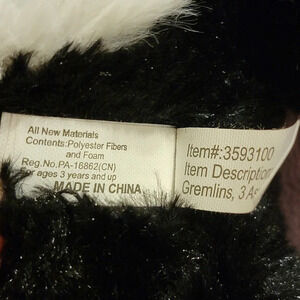 All New Materials
Contents:Polyester Fibers
and Foam
Reg.No.PA-16862(CN)
For ages 3 years and up
MADE IN CHINA
Item#:3593100
Item Description
Gremlins, 3 As